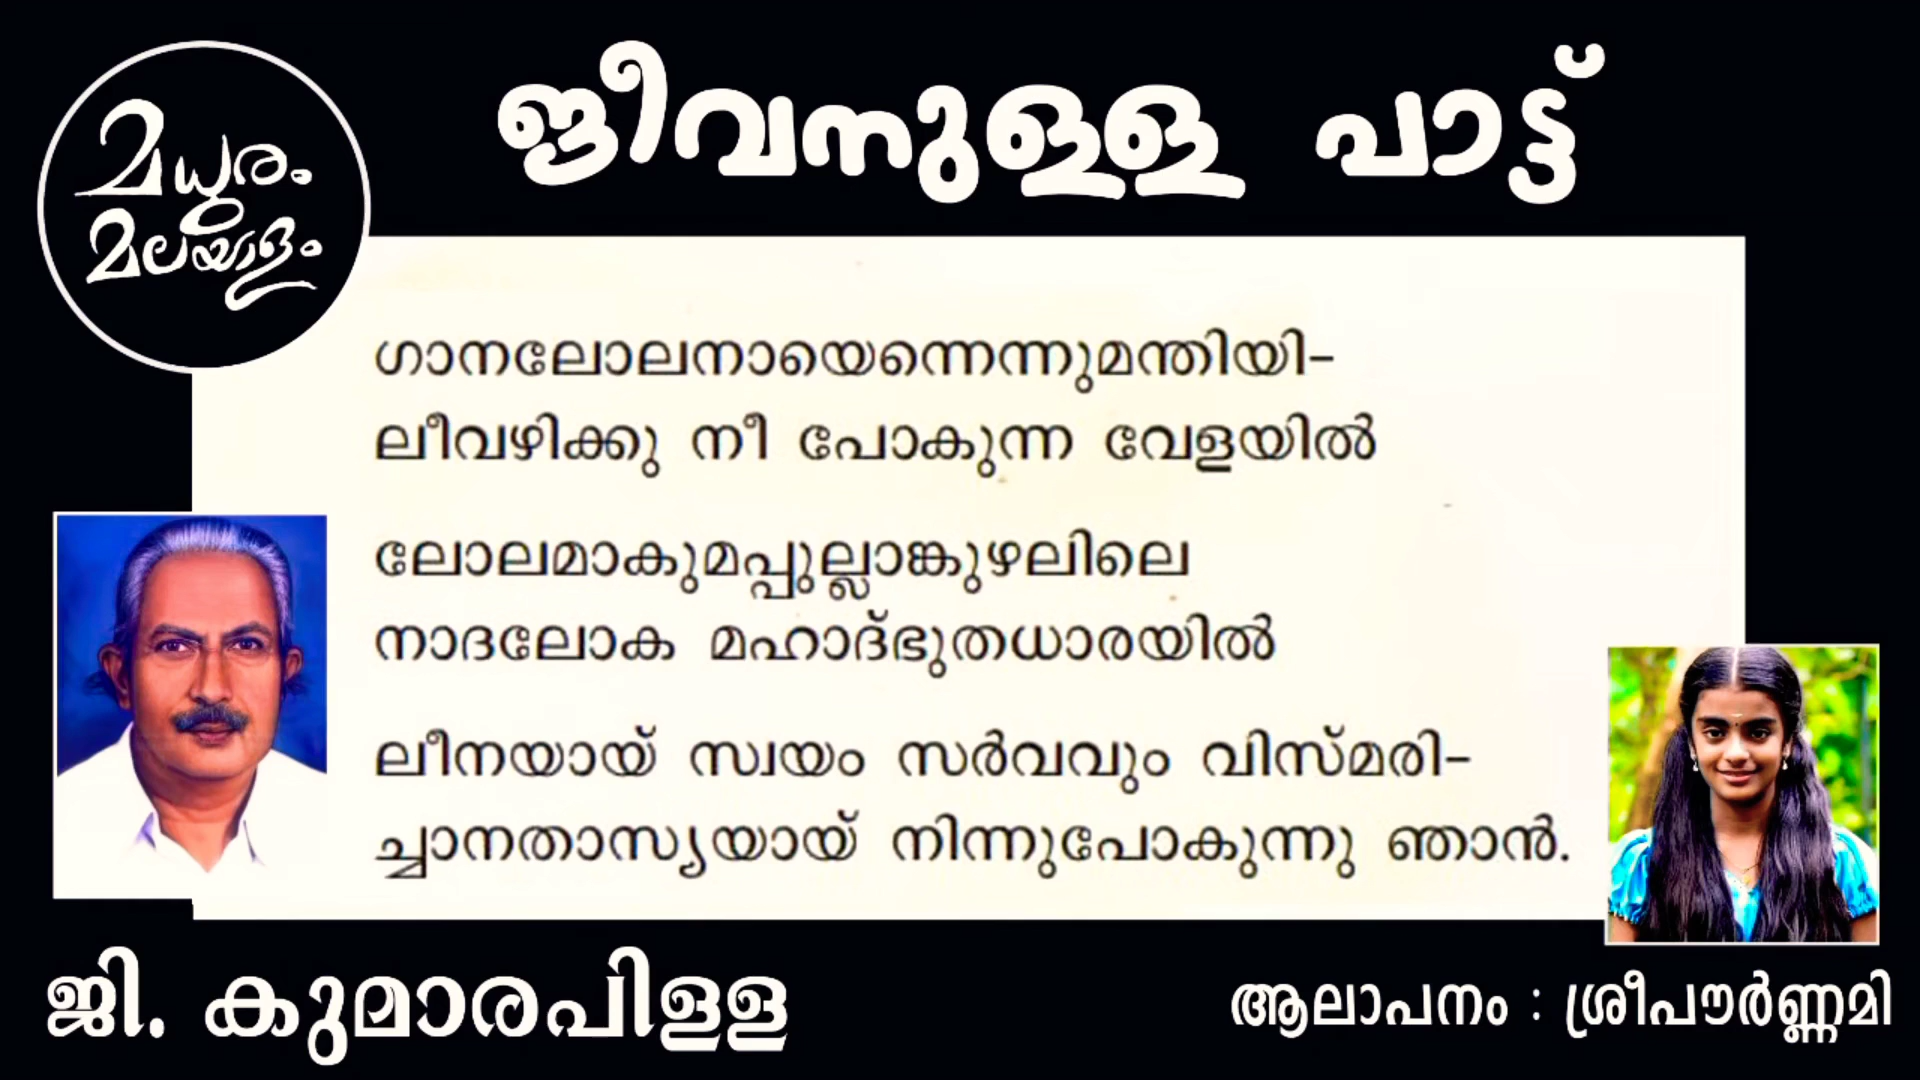 മധുരം
മലയാളം
ജീവനുള്ള പാട്ട്
ഗാനലോലനായെന്നെന്നുമന്തിയി-
ലീവഴിക്കു നീ പോകുന്ന വേളയിൽ
ലോലമാകുമപ്പുല്ലാങ്കുഴലിലെ
നാദലോക മഹാദ്ഭുതധാരയിൽ
ലീനയായ് സ്വയം സർവവും വിസ്മരി-
ച്ചാനതാസ്യയായ് നിന്നുപോകുന്നു ഞാൻ.
ജി. കുമാരപിള്ള
ആലാപനം : ശ്രീപൗർണ്ണമി